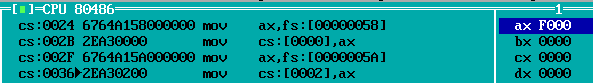 [■] CPU 80486 1
cs:0024 6764A158000000 mov ax,fs:[00000058] ax F000
cs:002B 2EA30000 mov cs:[0000],ax bx 0000
cs:002F 6764A15A000000 mov ax,fs:[0000005A] cx 0000
cs:0036►2EA30200 mov cs:[0002],ax dx 0000